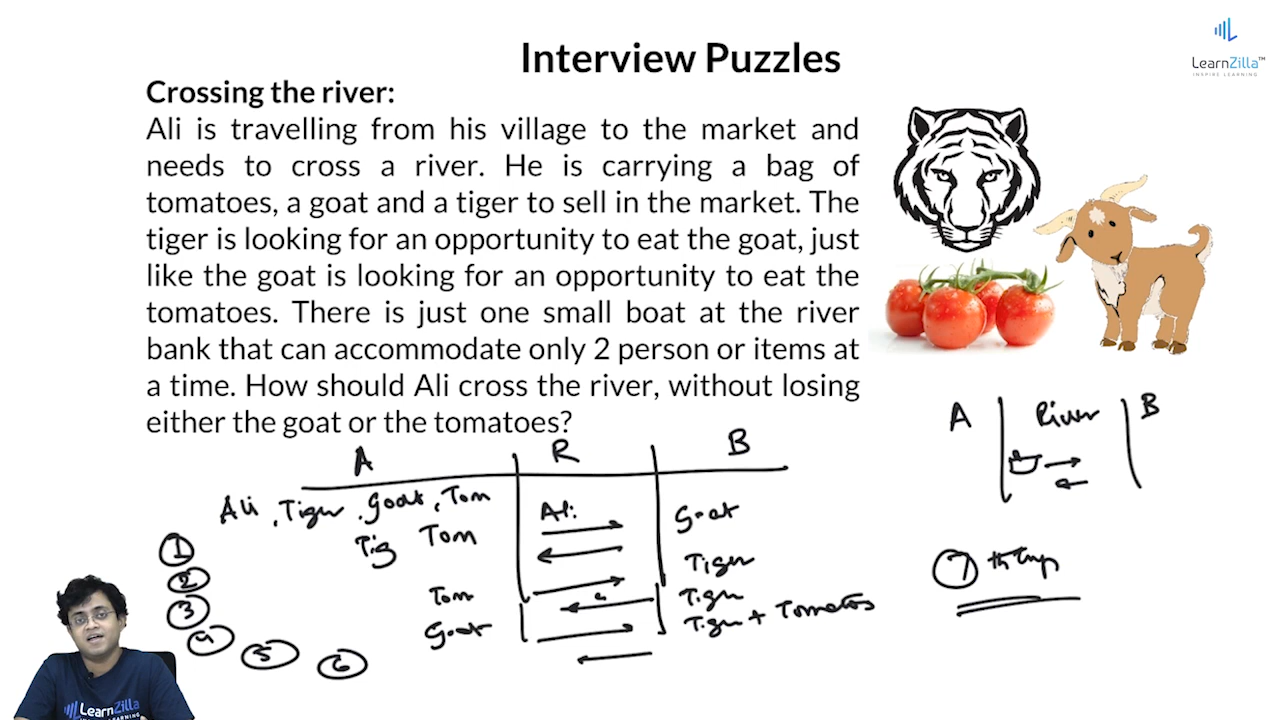 Interview Puzzles
LearnZilla™
INSPIRE LEARNING
Crossing the river:
Ali is travelling from his village to the market and
needs to cross a river. He is carrying a bag of
tomatoes, a goat and a tiger to sell in the market. The
tiger is looking for an opportunity to eat the goat, just
like the goat is looking for an opportunity to eat the
tomatoes. There is just one small boat at the river
bank that can accommodate only 2 person or items at
a time. How should Ali cross the river, without losing
either the goat or the tomatoes?
A River B
A R B
Ali, Tiger, Goat, Tom
Ali Goat
Tig Tom
Tiger
Tom Tiger
Goat Tiger + Tomatos
1
2
3
4
5
6
7
LearnZilla